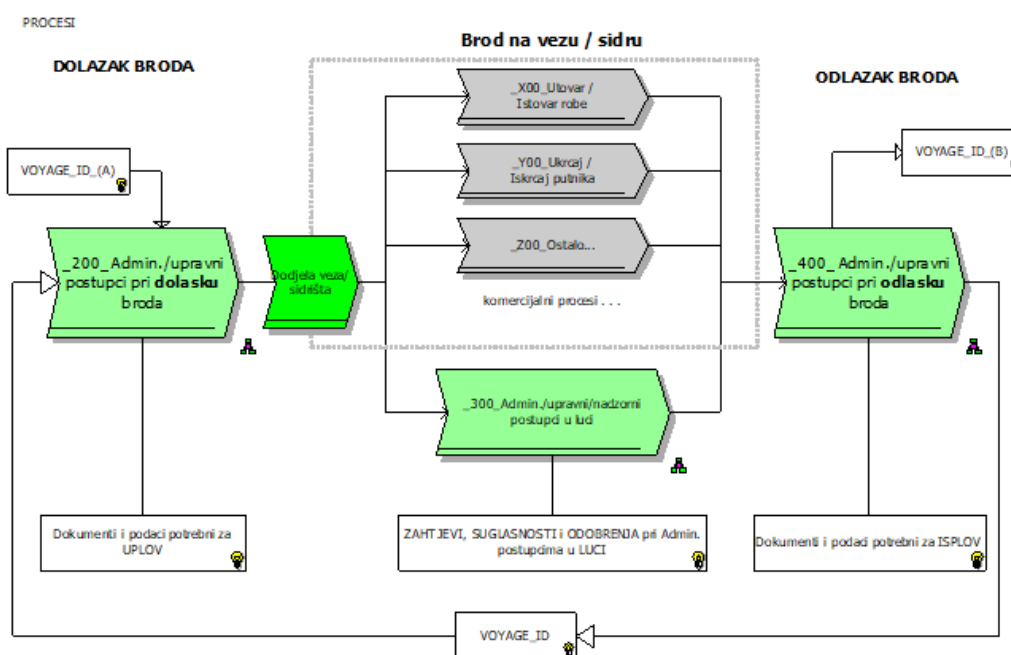 PROCESI
Brod na vezu / sidru
DOLAZAK BRODA
ODLAZAK BRODA
_X00_Utovar /
Istovar robe
VOYAGE_ID_(A)
VOYAGE_ID_(B)
_Y00_Ukrcaj /
Iskrcaj putnika
_200_Admin./upravni
postupci pri dolasku
broda
Dodjela veza/
sidrišta
_Z00_Ostalo...
_400_ Admin./upravni
postupci pri odlasku
broda
komercijalni procesi . . .
_300_Admin./upravni/nadzorni
postupci u luci
Dokumenti i podaci potrebni za
UPLOV
ZAHTJEVI, SUGLASNOSTI i ODOBRENJA pri Admin.
postupcima u LUCI
Dokumenti i podaci potrebni za ISPLOV
VOYAGE_ID